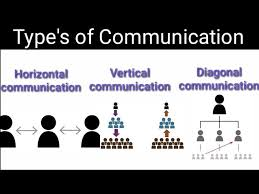 Type's of Communication
Horizontal
communication
Vertical
communication
Diagonal
communication